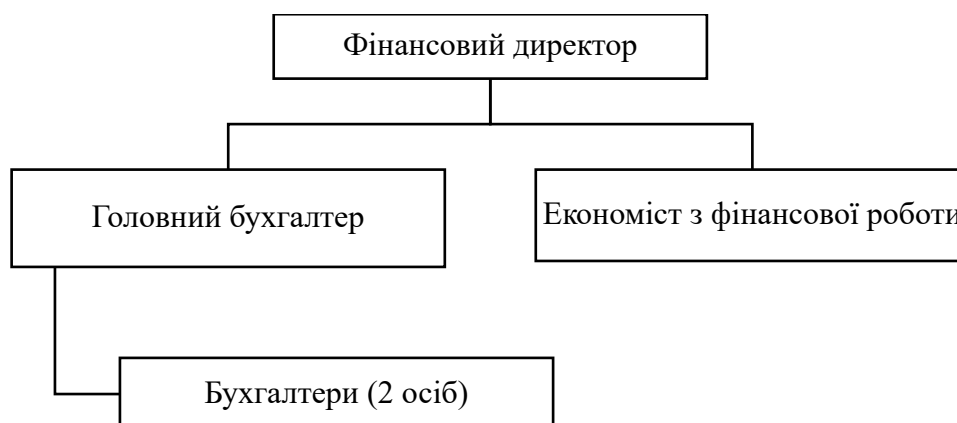 Фінансовий директор
Головний бухгалтер
Економіст з фінансової роботи
Бухгалтери (2 осіб)